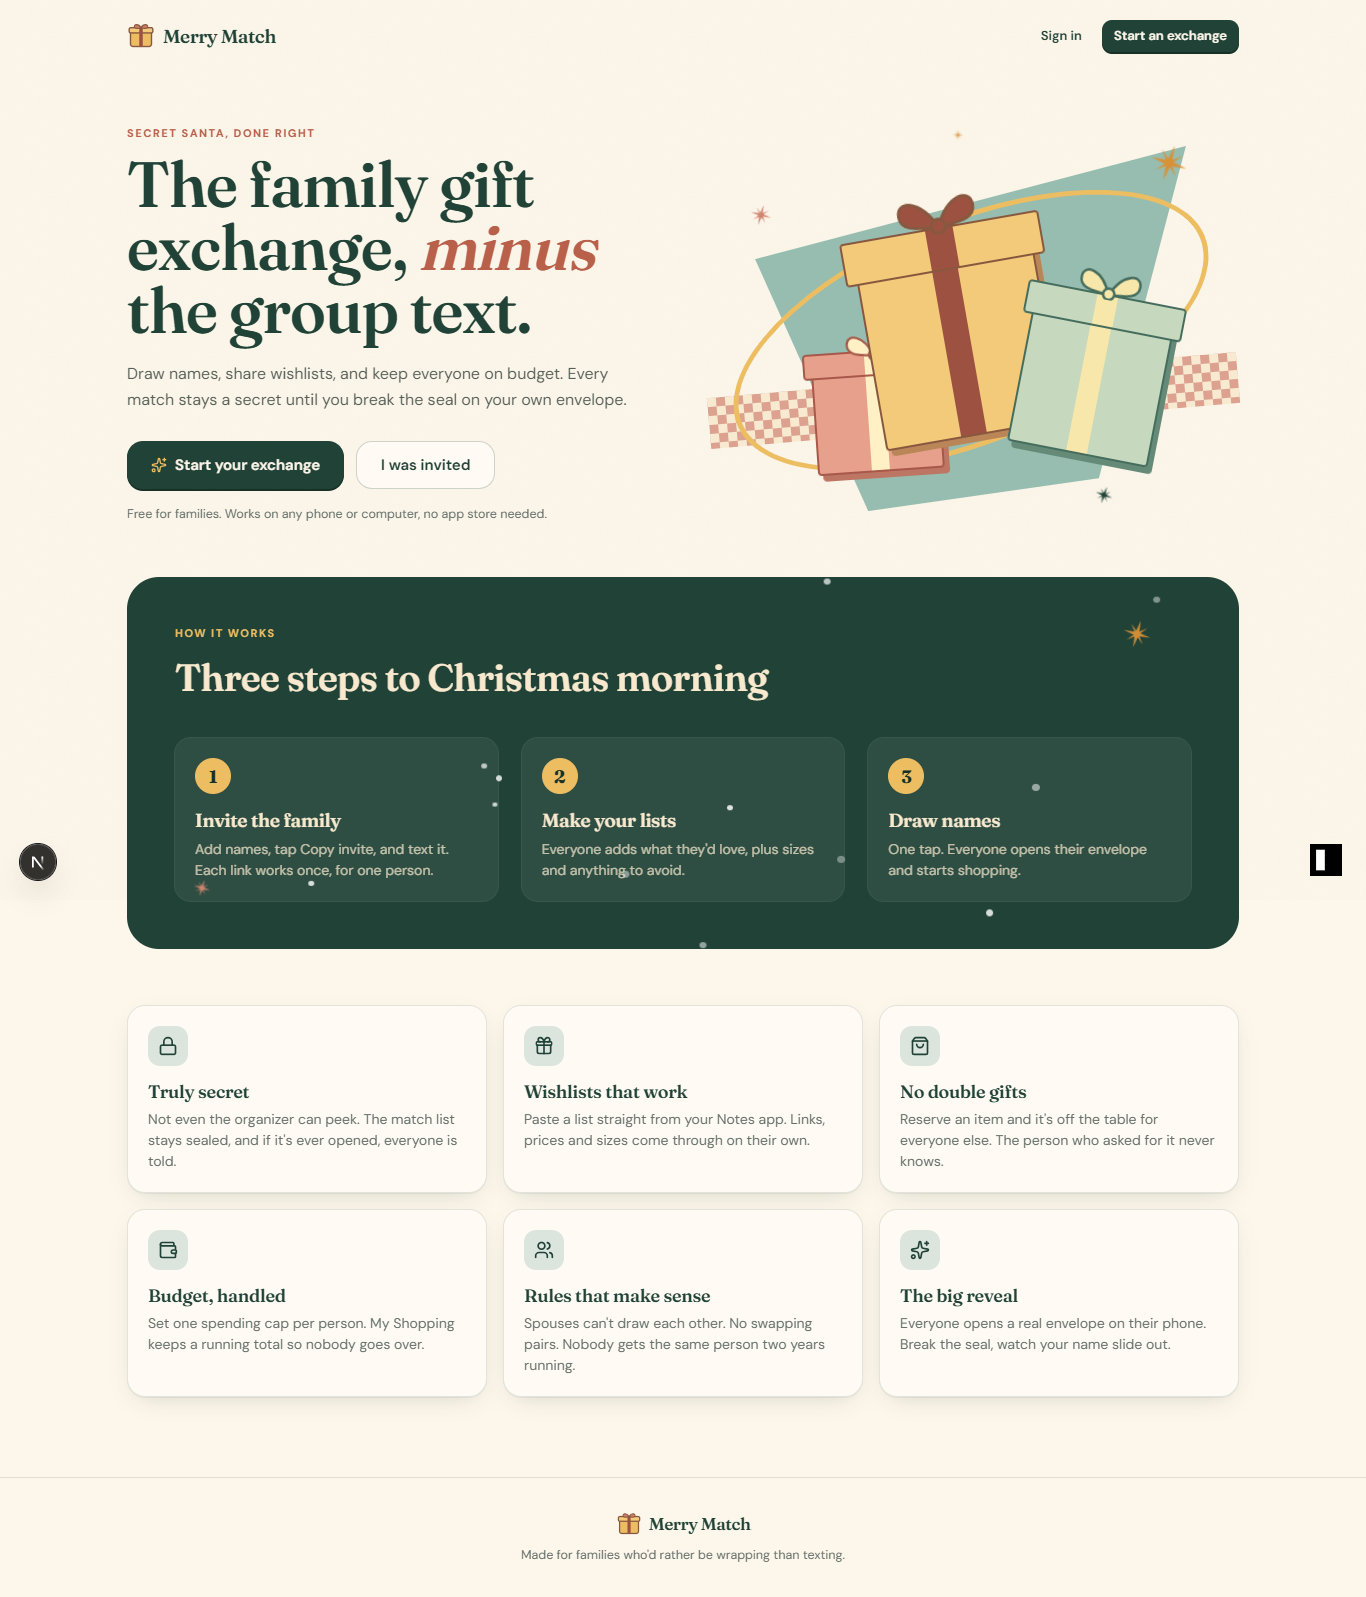 Merry Match
Sign in
Start an exchange
SECRET SANTA, DONE RIGHT
The family gift
exchange, minus
the group text.
Draw names, share wishlists, and keep everyone on budget. Every
match stays a secret until you break the seal on your own envelope.
Start your exchange
I was invited
Free for families. Works on any phone or computer, no app store needed.
HOW IT WORKS
Three steps to Christmas morning
1
Invite the family
Add names, tap Copy invite, and text it.
Each link works once, for one person.
2
Make your lists
Everyone adds what they'd love, plus sizes
and anything to avoid.
3
Draw names
One tap. Everyone opens their envelope
and starts shopping.
N
Truly secret
Not even the organizer can peek. The match list
stays sealed, and if it's ever opened, everyone is
told.
Wishlists that work
Paste a list straight from your Notes app. Links,
prices and sizes come through on their own.
No double gifts
Reserve an item and it's off the table for
everyone else. The person who asked for it never
knows.
Budget, handled
Set one spending cap per person. My Shopping
keeps a running total so nobody goes over.
Rules that make sense
Spouses can't draw each other. No swapping
pairs. Nobody gets the same person two years
running.
The big reveal
Everyone opens a real envelope on their phone.
Break the seal, watch your name slide out.
Merry Match
Made for families who'd rather be wrapping than texting.